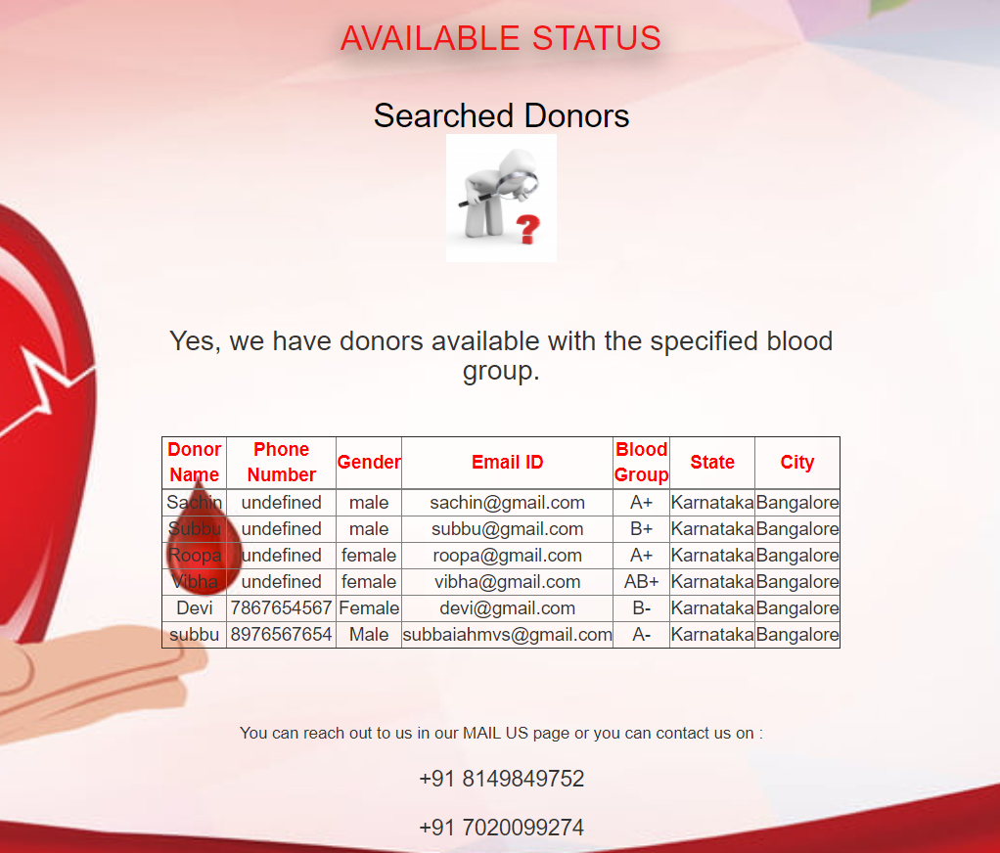 AVAILABLE STATUS
Searched Donors
?
Yes, we have donors available with the specified blood
group.
Donor Name Phone Number Gender Email ID Blood Group State City
Sachin undefined male sachin@gmail.com A+ Karnataka Bangalore
Subbu undefined male subbu@gmail.com B+ Karnataka Bangalore
Roopa undefined female roopa@gmail.com A+ Karnataka Bangalore
Vibha undefined female vibha@gmail.com AB+ Karnataka Bangalore
Devi 7867654567 Female devi@gmail.com B- Karnataka Bangalore
subbu 8976567654 Male subbaiahmvs@gmail.com A- Karnataka Bangalore
You can reach out to us in our MAIL US page or you can contact us on :
+91 8149849752
+91 7020099274